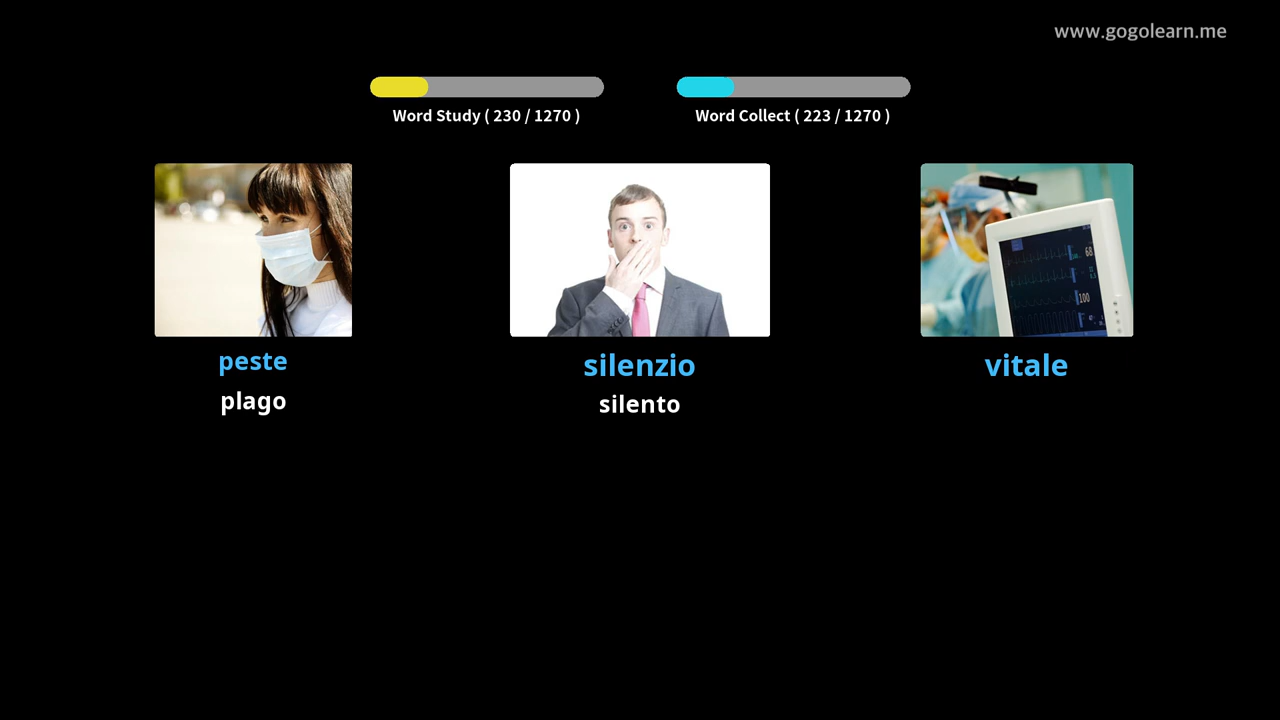 www.gogolearn.me
Word Study ( 230 / 1270 )
Word Collect ( 223 / 1270 )
peste
silenzio
vitale
plago
silento